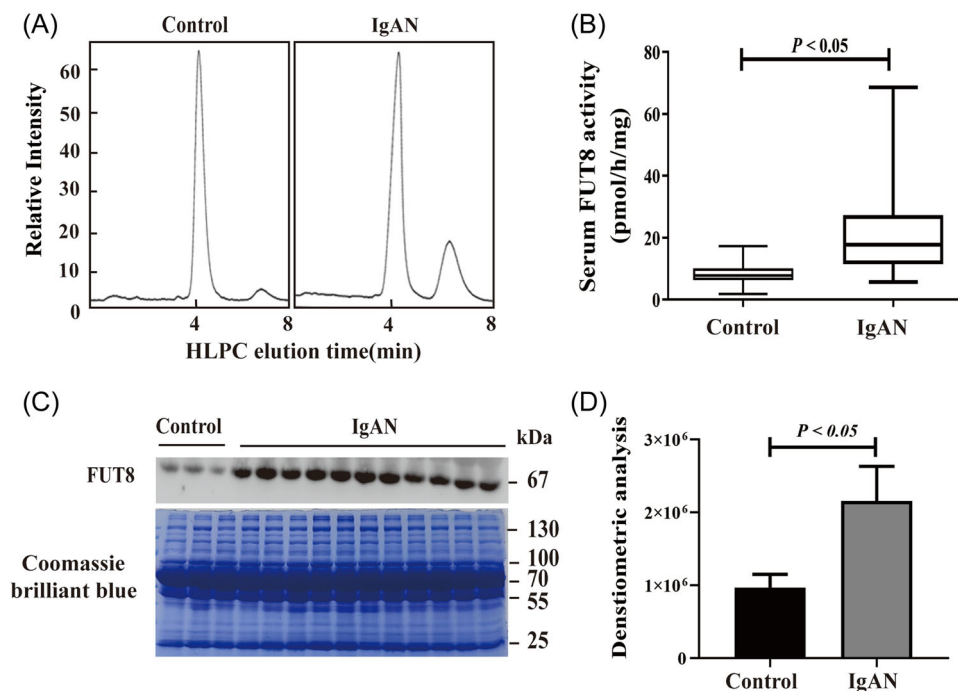 (A)
Control
IgAN
Relative Intensity
60
50
40
30
20
10
0
4
8
4
8
HLPC elution time(min)
(B)
P < 0.05
Serum FUT8 activity
(pmol/h/mg)
80
60
40
20
0
Control
IgAN
(C)
Control
IgAN
kDa
FUT8
67
Coomassie
brilliant blue
130
100
70
55
25
(D)
P < 0.05
Denstiometric analysis
3×10⁶
2×10⁶
1×10⁶
0
Control
IgAN